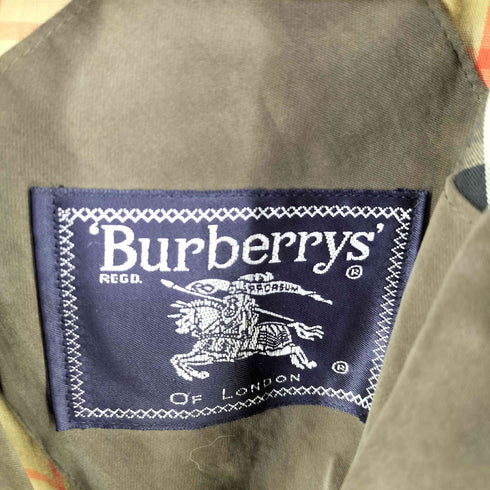 'Burberrys'
REGD. ®
PRORSUM
®
OF LONDON